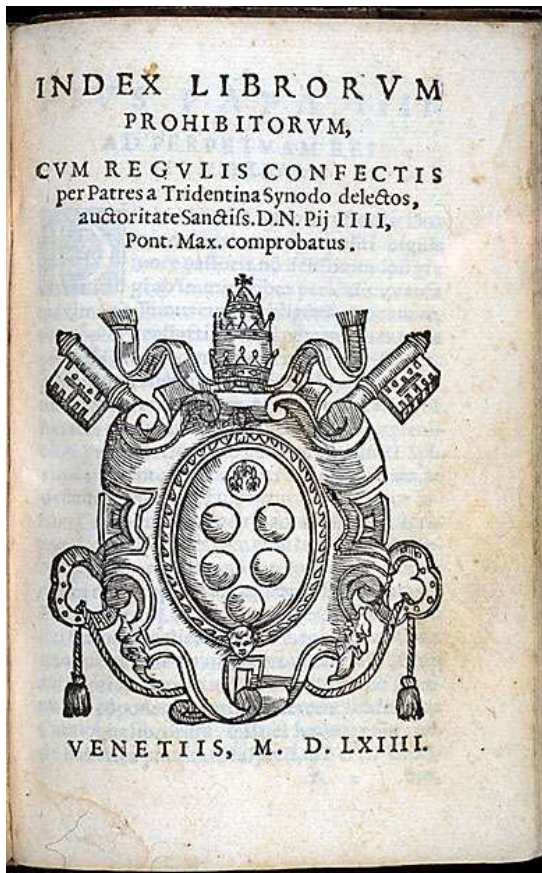 INDEX LIBRORVM
PROHIBITORVM,
CVM REGVLIS CONFECTIS
per Patres a Tridentina Synodo delectos,
auctoritate Sanctiſs. D.N. Pij IIII,
Pont. Max. comprobatus.
VENETIIS, M. D. LXIIII.